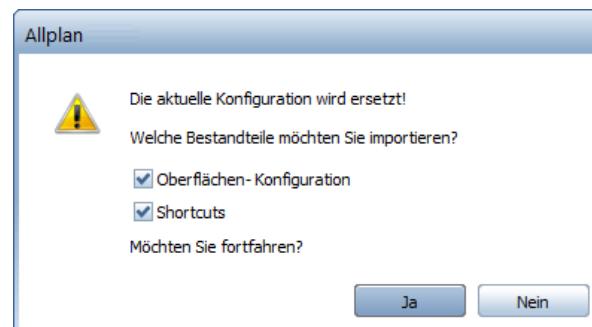 Allplan
Die aktuelle Konfiguration wird ersetzt!
Welche Bestandteile möchten Sie importieren?
Oberflächen- Konfiguration
Shortcuts
Möchten Sie fortfahren?
Ja
Nein